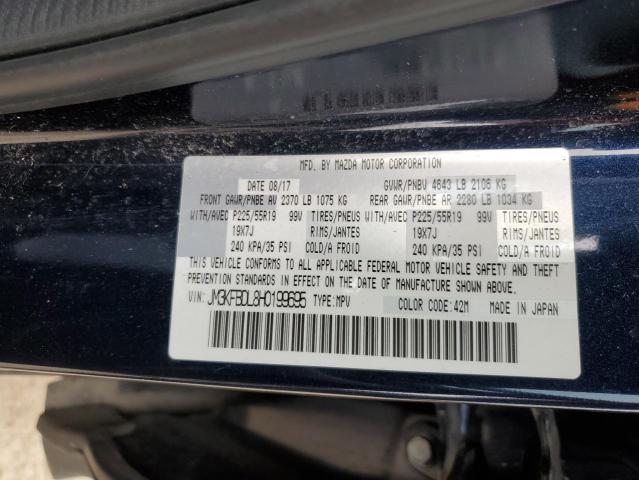 MFD. BY MAZDA MOTOR CORPORATION
DATE 08/17 GVWR/PNBV 4643 LB 2106 KG
FRONT GAWR/PNBE AV 2370 LB 1075 KG REAR GAWR/PNBE AR 2280 LB 1034 KG
WITH/AVEC P225/55R19 99V TIRES/PNEUS WITH/AVEC P225/55R19 99V TIRES/PNEUS
19X7J RIMS/JANTES 19X7J RIMS/JANTES
240 KPA/35 PSI COLD/A FROID 240 KPA/35 PSI COLD/A FROID
THIS VEHICLE CONFORMS TO ALL APPLICABLE FEDERAL MOTOR VEHICLE SAFETY AND THEFT
PREVENTION STANDARDS IN EFFECT ON THE DATE OF MANUFACTURE SHOWN ABOVE.
VIN: JM3KFBDL8H0199695 TYPE: MPV COLOR CODE: 42M MADE IN JAPAN